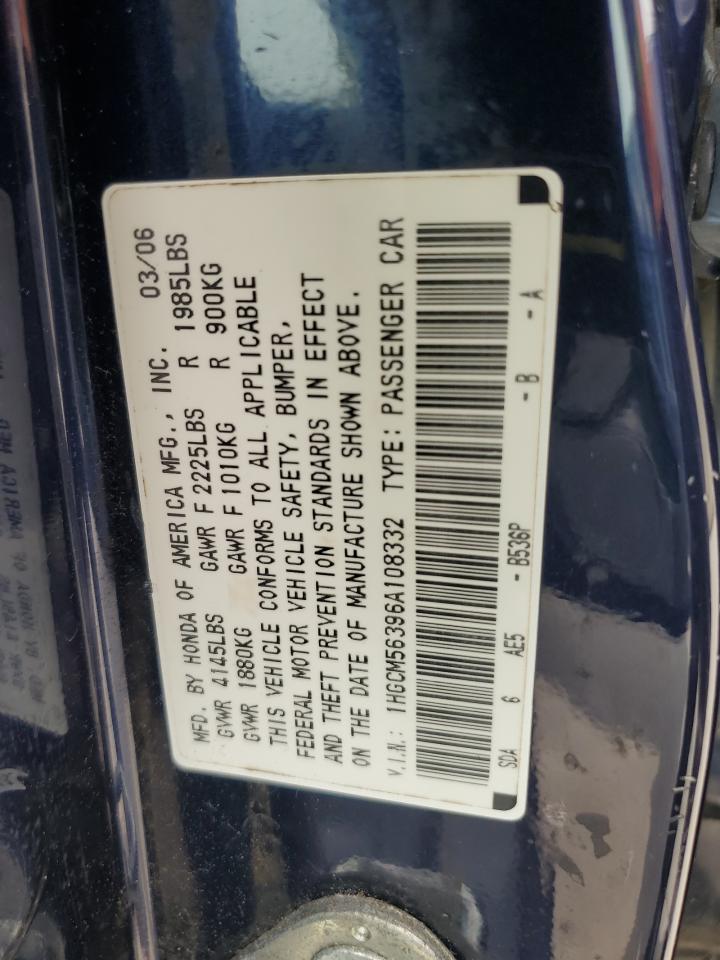 MFD. BY HONDA OF AMERICA MFG., INC. 03/06
GVWR 4145LBS GAWR F 2225LBS R 1985LBS
GVWR 1880KG GAWR F 1010KG R 900KG
THIS VEHICLE CONFORMS TO ALL APPLICABLE
FEDERAL MOTOR VEHICLE SAFETY, BUMPER,
AND THEFT PREVENTION STANDARDS IN EFFECT
ON THE DATE OF MANUFACTURE SHOWN ABOVE.
V.I.N.: 1HGCM56396A108332 TYPE: PASSENGER CAR
SDA 6 AE5 - B536P - B - A